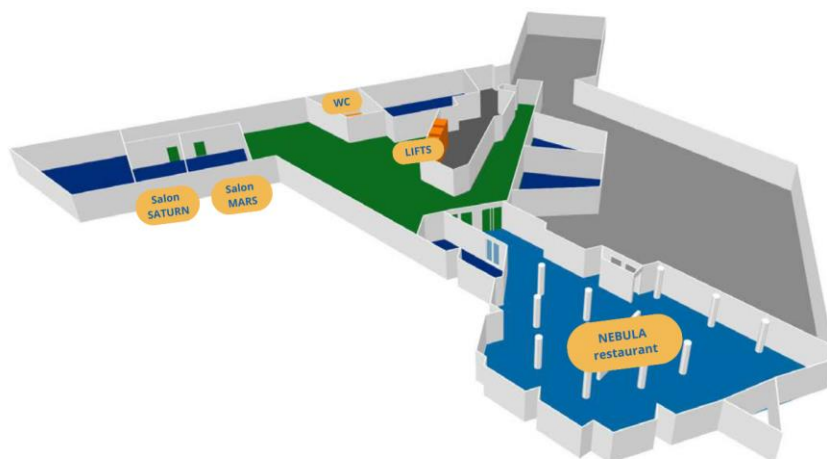 WC
LIFTS
Salon
SATURN
Salon
MARS
NEBULA
restaurant